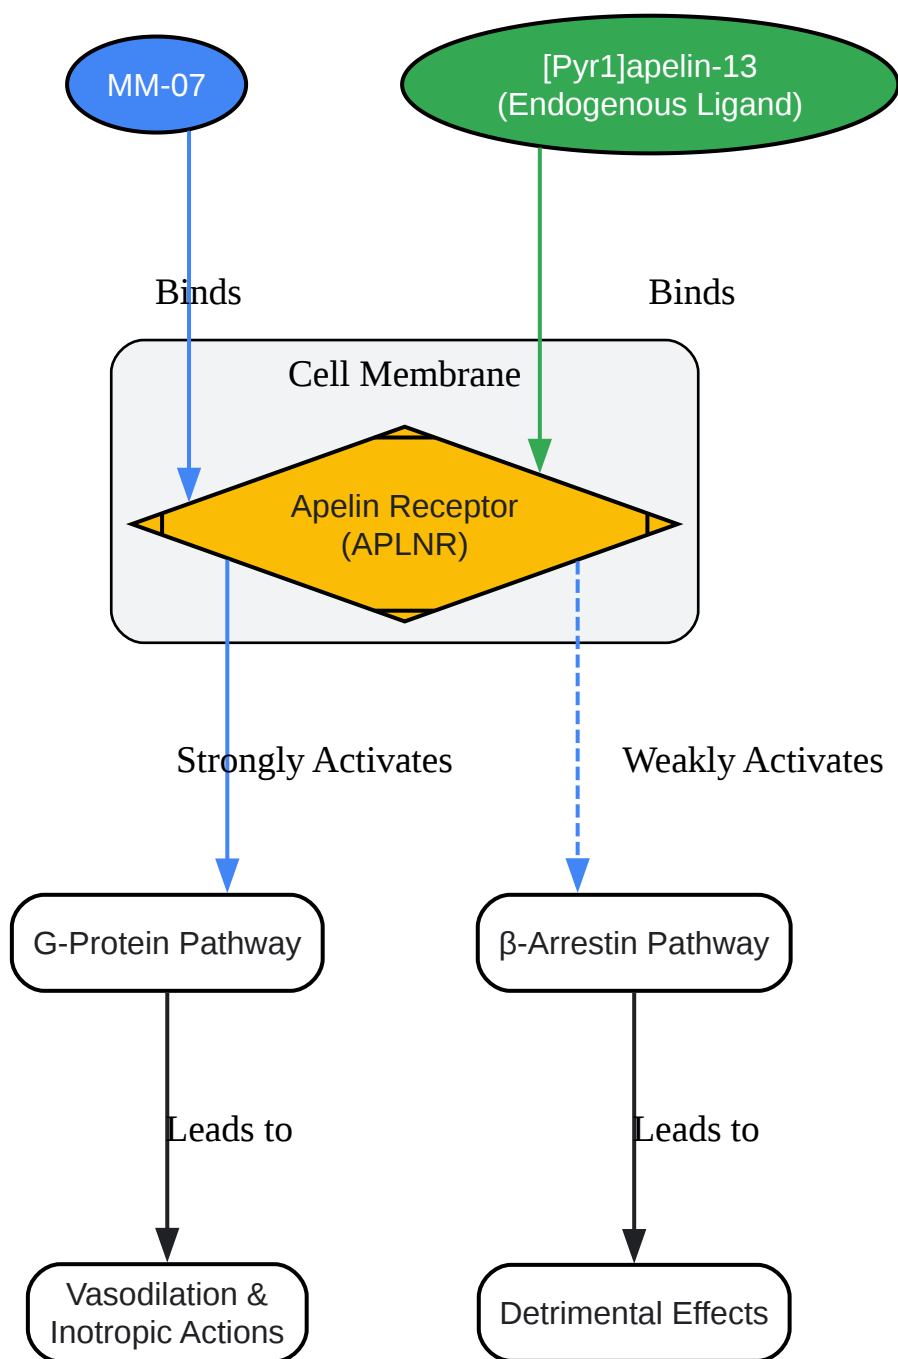 MM-07
[Pyr1]apelin-13
(Endogenous Ligand)
Binds
Binds
Cell Membrane
Apelin Receptor
(APLNR)
Strongly Activates
Weakly Activates
G-Protein Pathway
β-Arrestin Pathway
Leads to
Leads to
Vasodilation &
Inotropic Actions
Detrimental Effects